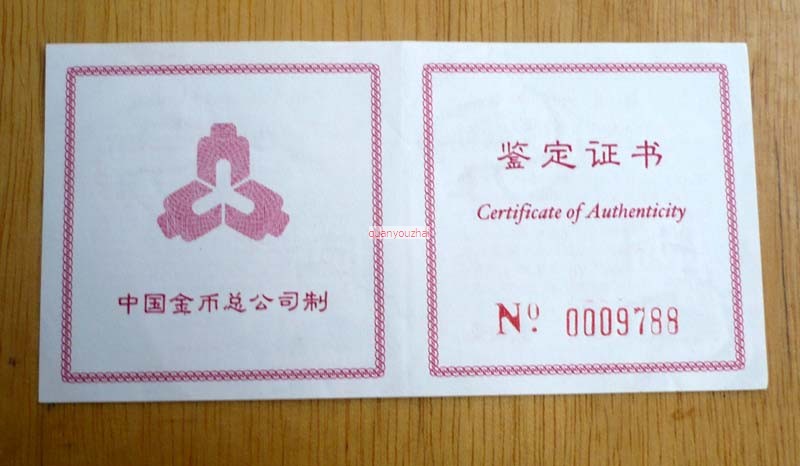 中国金币总公司制
鉴定证书
Certificate of Authenticity
Nº 0009788
quanyouzhai